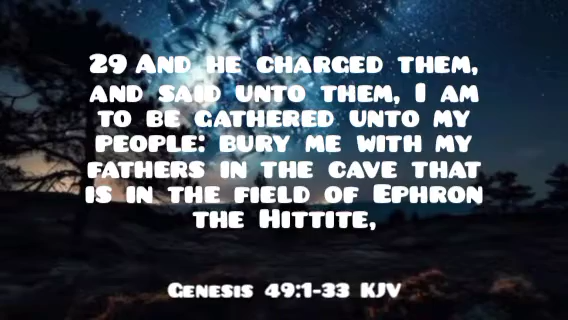 29 And he charged them,
and said unto them, I am
to be gathered unto my
people: bury me with my
fathers in the cave that
is in the field of Ephron
the Hittite,
Genesis 49:1-33 KJV